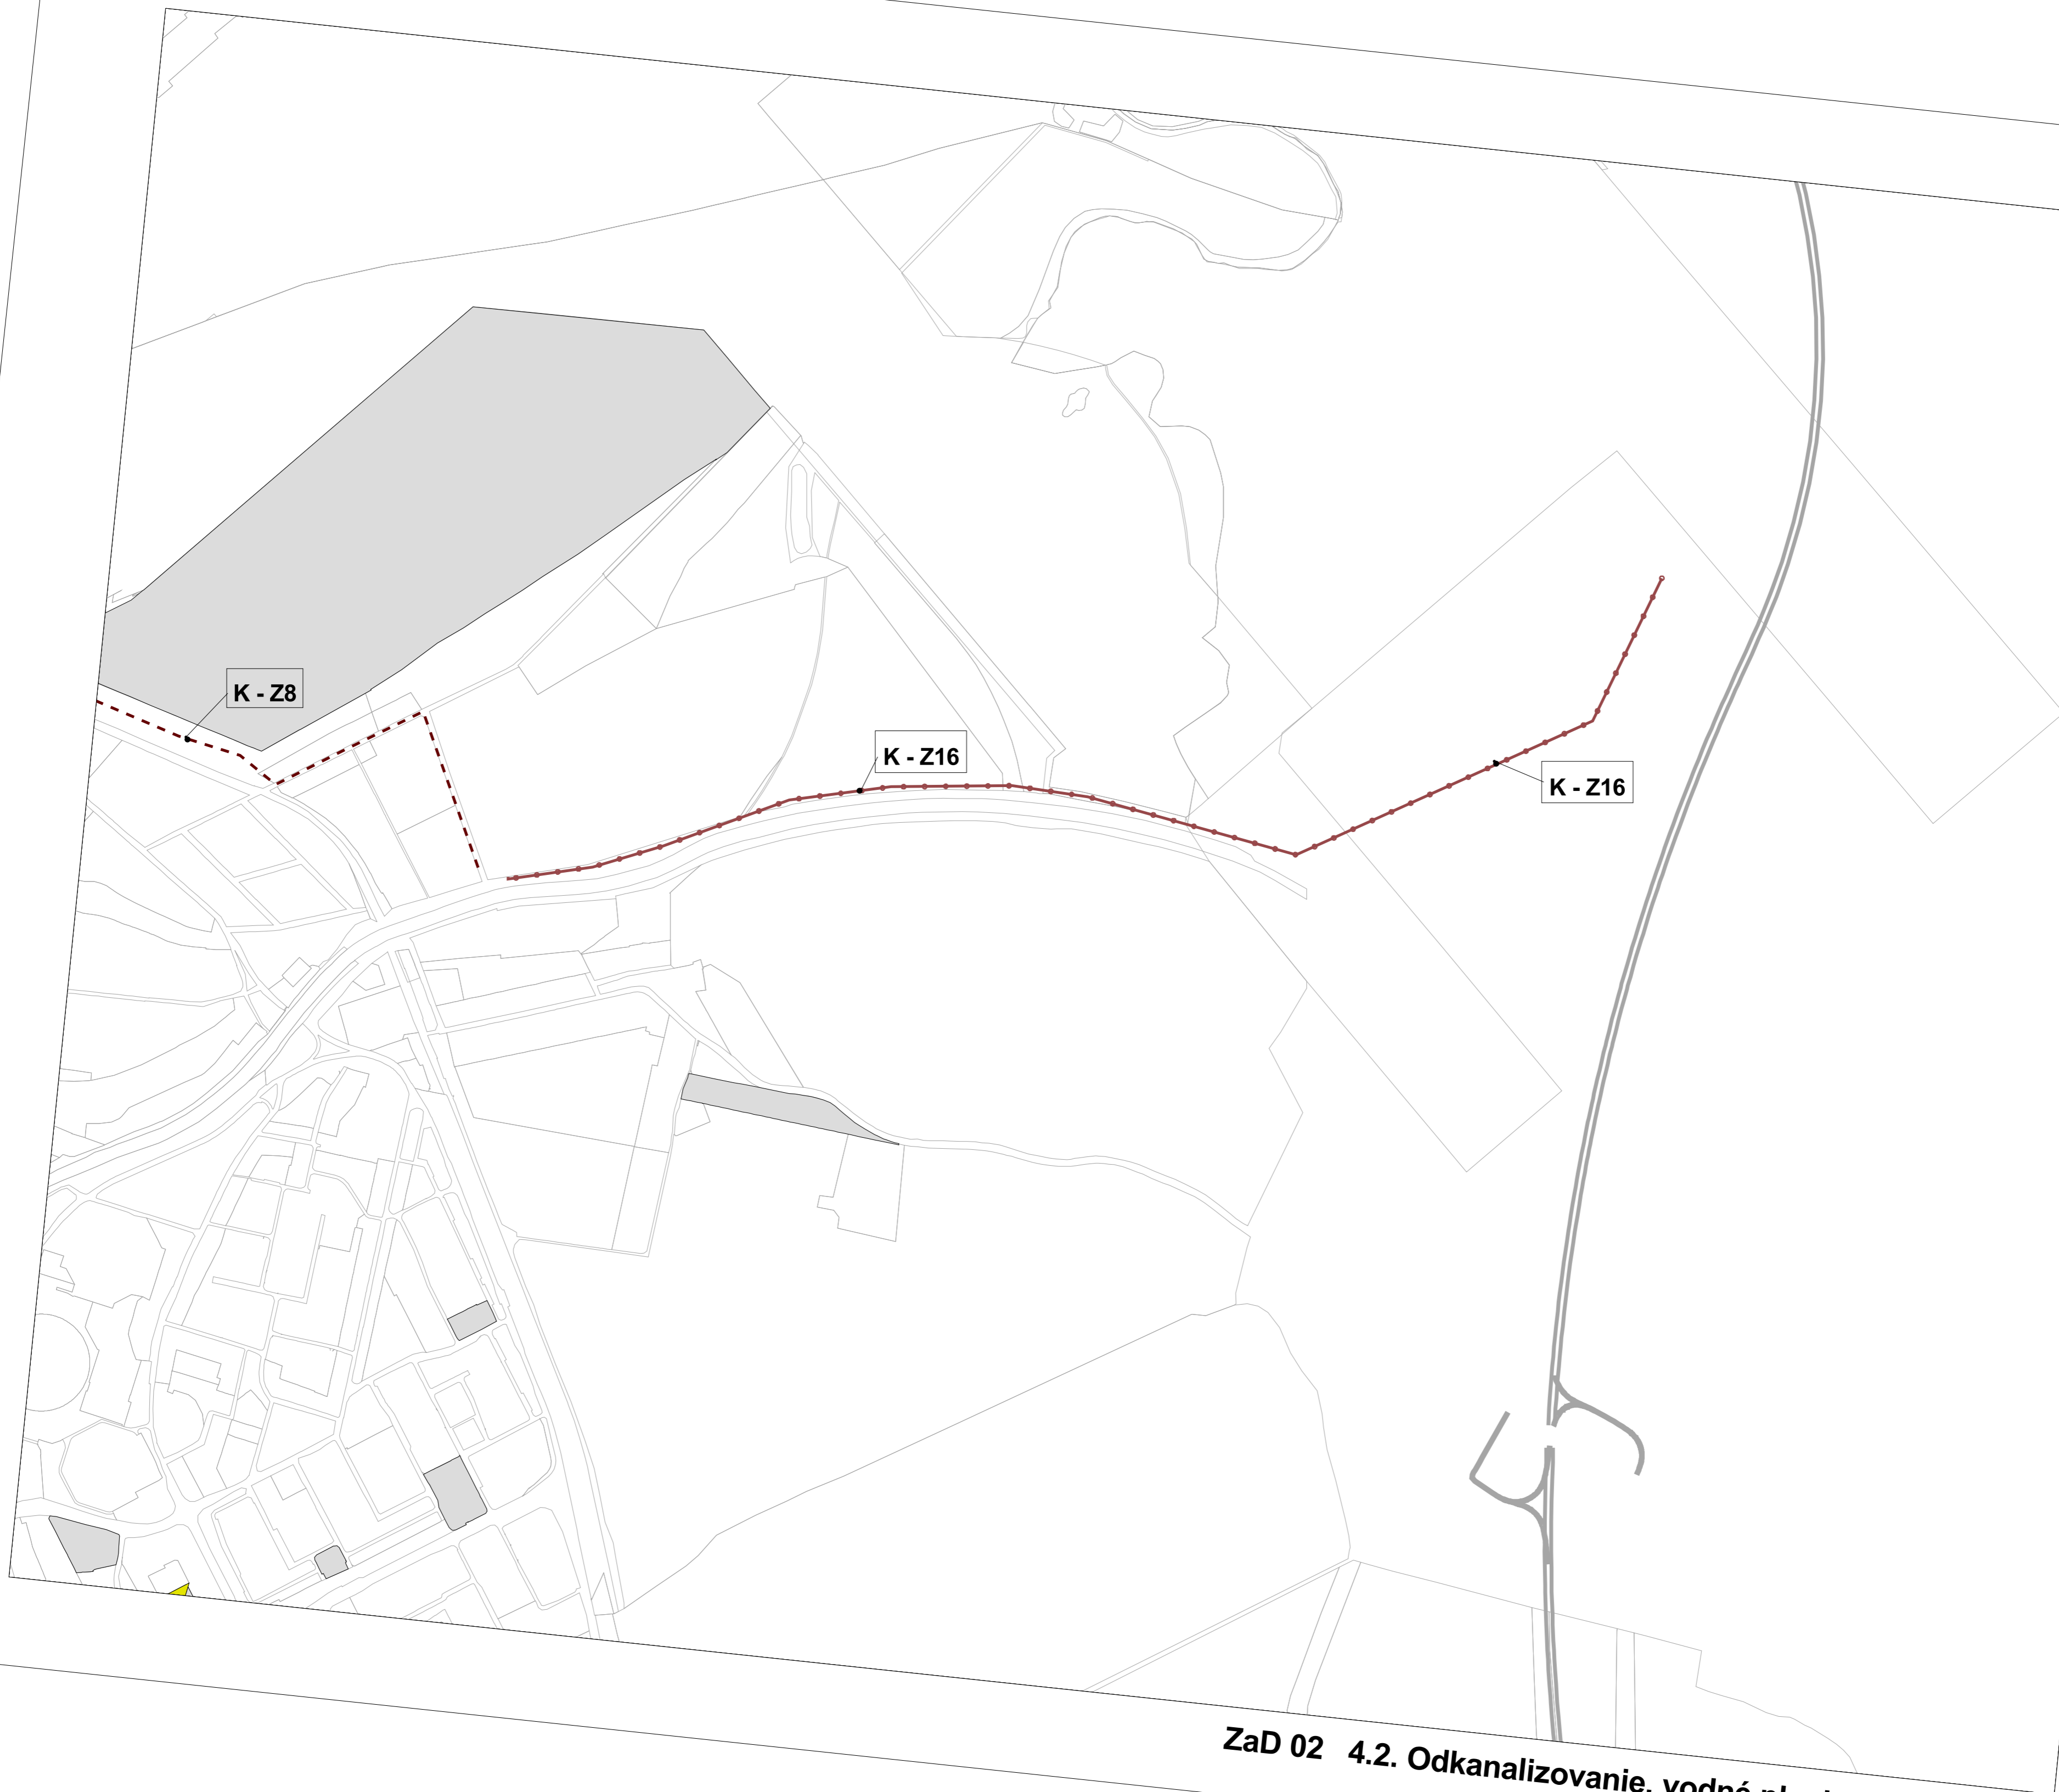 K - Z8
K - Z16
K - Z16
ZaD 02 4.2. Odkanalizovanie, vodné